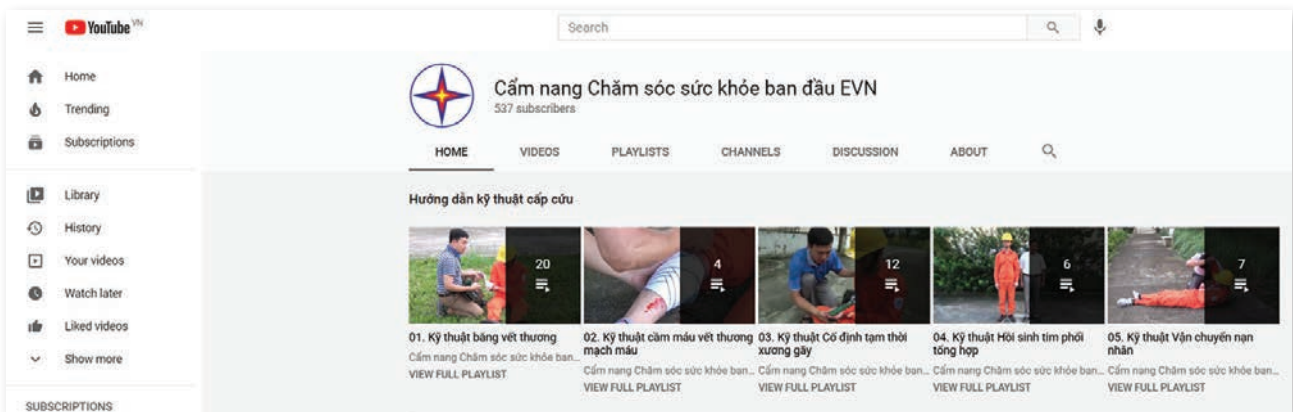 YouTube VN
Search
Home
Trending
Subscriptions
Library
History
Your videos
Watch later
Liked videos
Show more
SUBSCRIPTIONS
Cẩm nang Chăm sóc sức khỏe ban đầu EVN
537 subscribers
HOME
VIDEOS
PLAYLISTS
CHANNELS
DISCUSSION
ABOUT
Hướng dẫn kỹ thuật cấp cứu
20
01. Kỹ thuật băng vết thương
Cẩm nang Chăm sóc sức khỏe ban...
VIEW FULL PLAYLIST
4
02. Kỹ thuật cầm máu vết thương
mạch máu
Cẩm nang Chăm sóc sức khỏe ban...
VIEW FULL PLAYLIST
12
03. Kỹ thuật Cố định tạm thời
xương gãy
Cẩm nang Chăm sóc sức khỏe ban...
VIEW FULL PLAYLIST
6
04. Kỹ thuật Hồi sinh tim phổi
tổng hợp
Cẩm nang Chăm sóc sức khỏe ban...
VIEW FULL PLAYLIST
7
05. Kỹ thuật Vận chuyển nạn
nhân
Cẩm nang Chăm sóc sức khỏe ban...
VIEW FULL PLAYLIST